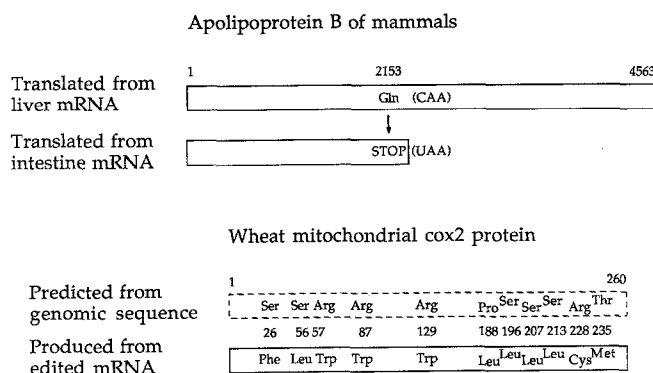 Apolipoprotein B of mammals
1 2153 4563
Translated from
liver mRNA
Gln (CAA)
Translated from
intestine mRNA
STOP (UAA)
Wheat mitochondrial cox2 protein
1 260
Predicted from
genomic sequence
Ser Ser Arg Arg Arg Pro Ser Ser Ser Arg Thr
26 56 57 87 129 188 196 207 213 228 235
Produced from
edited mRNA
Phe Leu Trp Trp Trp Leu Leu Leu Leu Cys Met